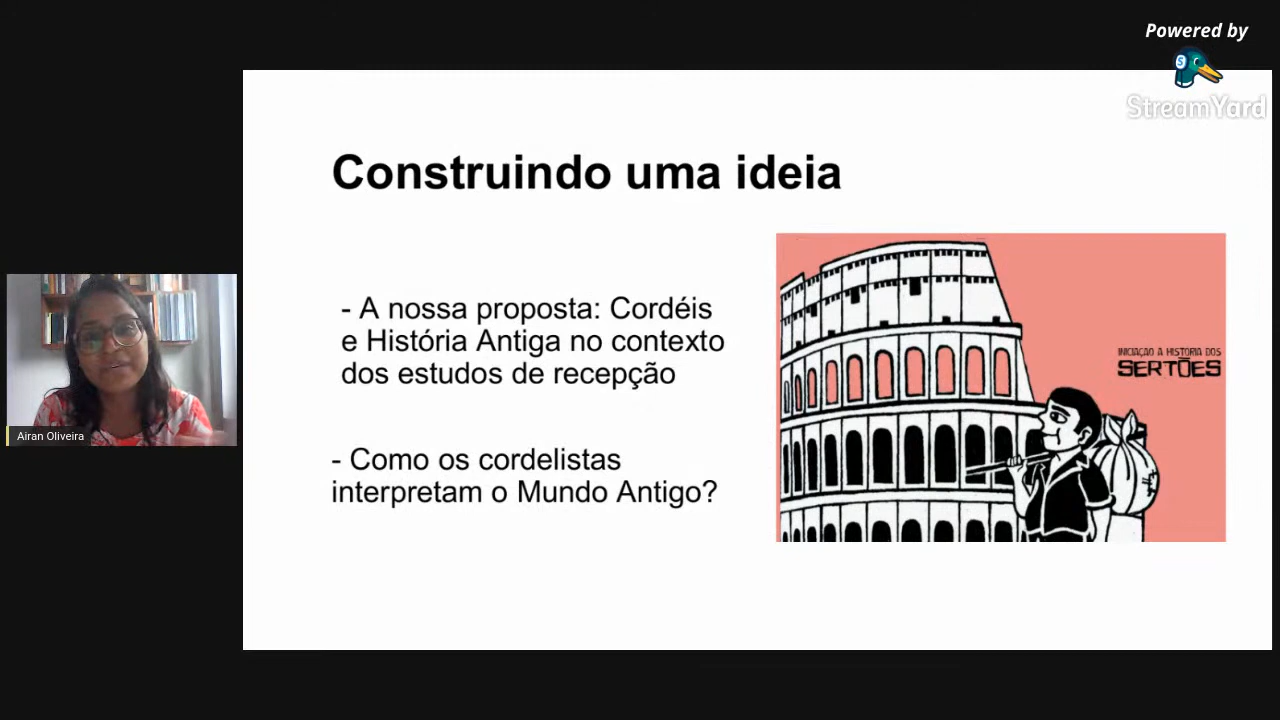 Powered by
StreamYard
Construindo uma ideia
- A nossa proposta: Cordéis
e História Antiga no contexto
dos estudos de recepção
- Como os cordelistas
interpretam o Mundo Antigo?
INICIAÇÃO A HISTÓRIA DOS
SERTÕES
Airan Oliveira